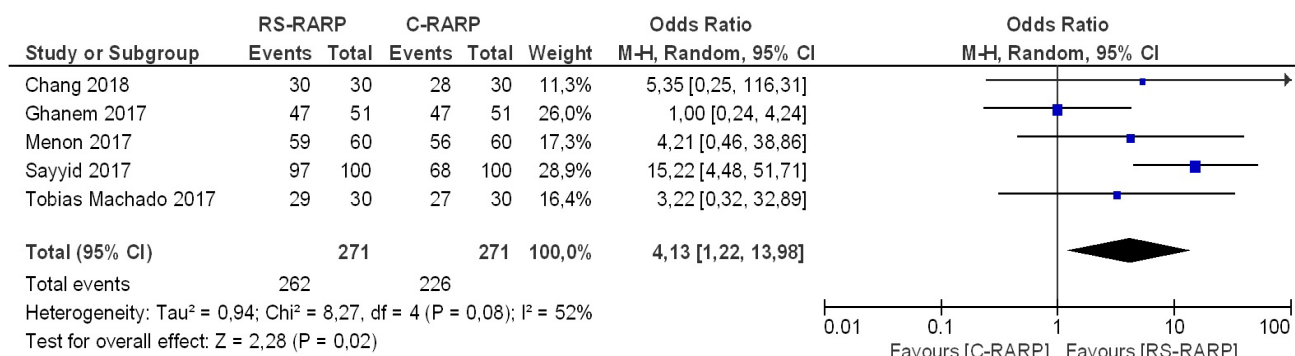 RS-RARP C-RARP Odds Ratio Odds Ratio
Study or Subgroup Events Total Events Total Weight M-H, Random, 95% CI M-H, Random, 95% CI
Chang 2018 30 30 28 30 11,3% 5,35 [0,25, 116,31]
Ghanem 2017 47 51 47 51 26,0% 1,00 [0,24, 4,24]
Menon 2017 59 60 56 60 17,3% 4,21 [0,46, 38,86]
Sayyid 2017 97 100 68 100 28,9% 15,22 [4,48, 51,71]
Tobias Machado 2017 29 30 27 30 16,4% 3,22 [0,32, 32,89]
Total (95% CI) 271 271 100,0% 4,13 [1,22, 13,98]
Total events 262 226
Heterogeneity: Tau² = 0,94; Chi² = 8,27, df = 4 (P = 0,08); I² = 52%
Test for overall effect: Z = 2,28 (P = 0,02)
0.01 0.1 1 10 100
Favours [C-RARP] Favours [RS-RARP]